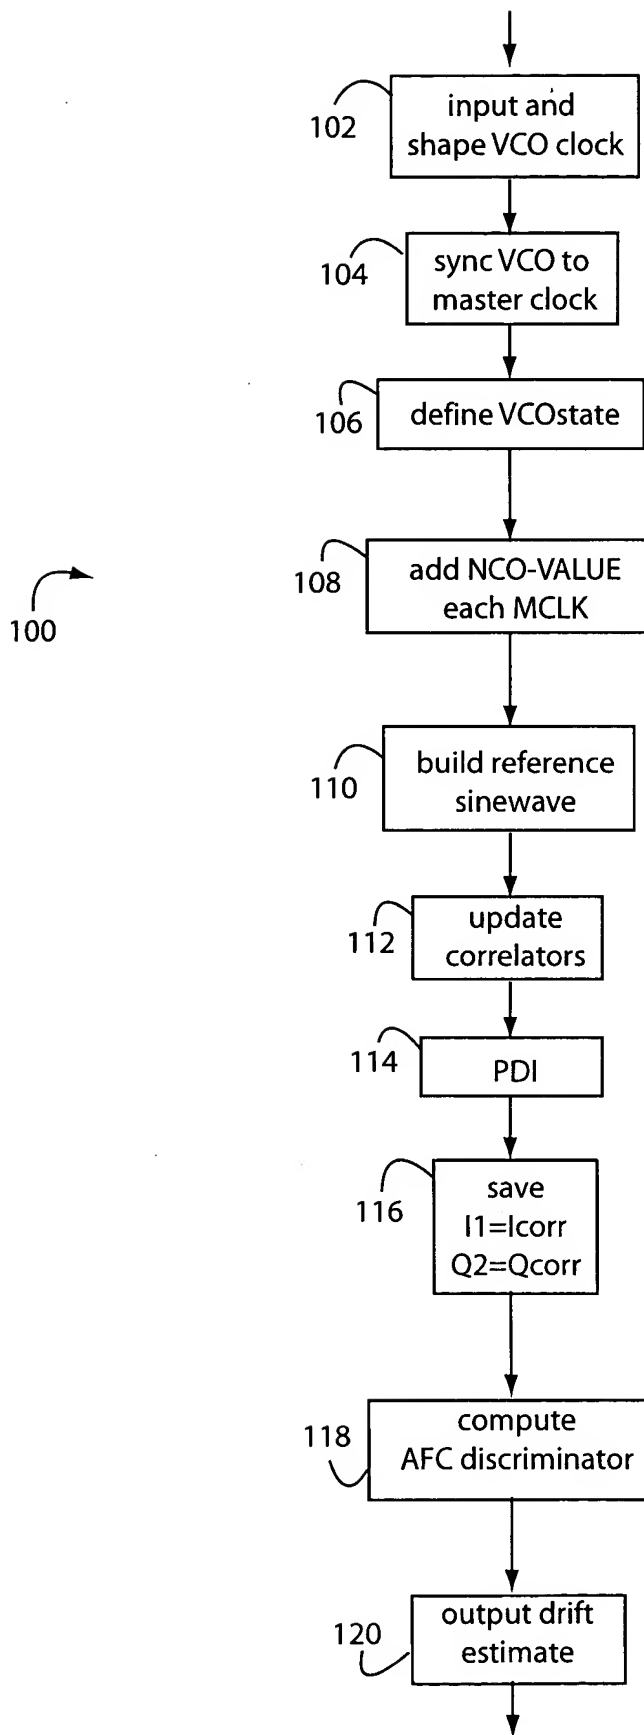 102
input and
shape VCO clock
104
sync VCO to
master clock
106
define VCOstate
100
108
add NCO-VALUE
each MCLK
110
build reference
sinewave
112
update
correlators
114
PDI
116
save
I1=Icorr
Q2=Qcorr
118
compute
AFC discriminator
120
output drift
estimate